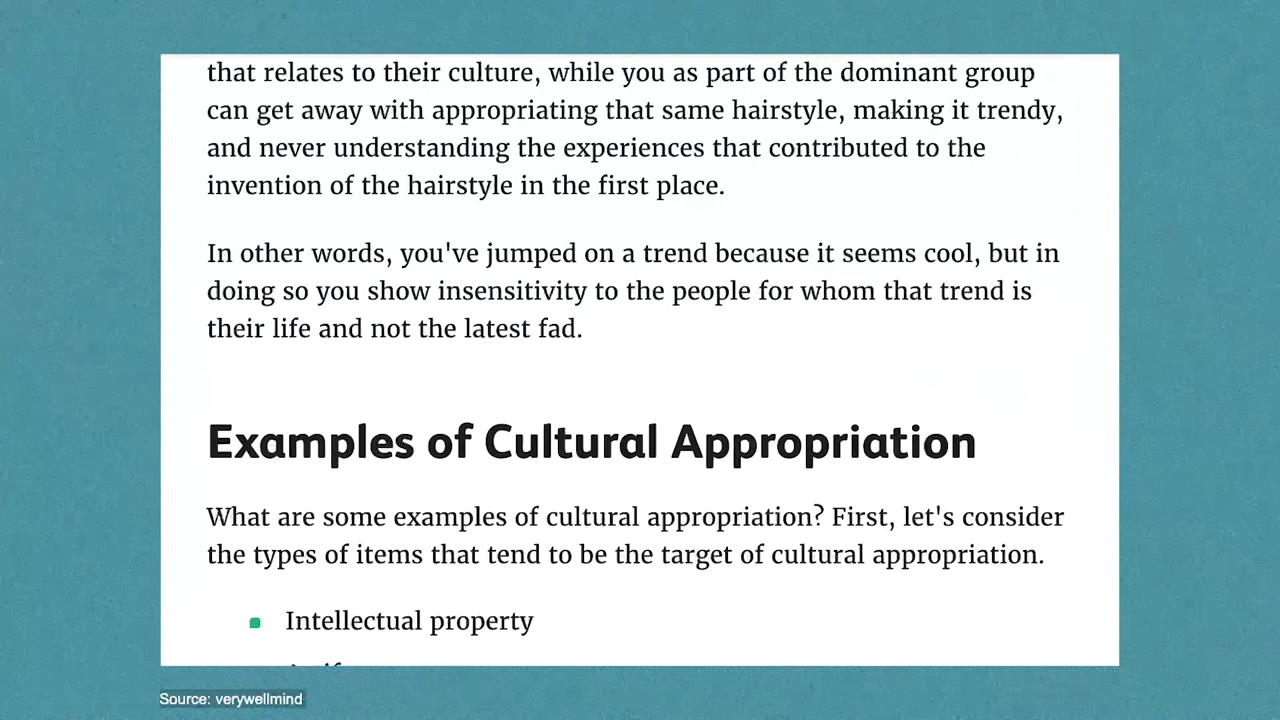 that relates to their culture, while you as part of the dominant group
can get away with appropriating that same hairstyle, making it trendy,
and never understanding the experiences that contributed to the
invention of the hairstyle in the first place.
In other words, you've jumped on a trend because it seems cool, but in
doing so you show insensitivity to the people for whom that trend is
their life and not the latest fad.
Examples of Cultural Appropriation
What are some examples of cultural appropriation? First, let's consider
the types of items that tend to be the target of cultural appropriation.
Intellectual property
Source: verywellmind